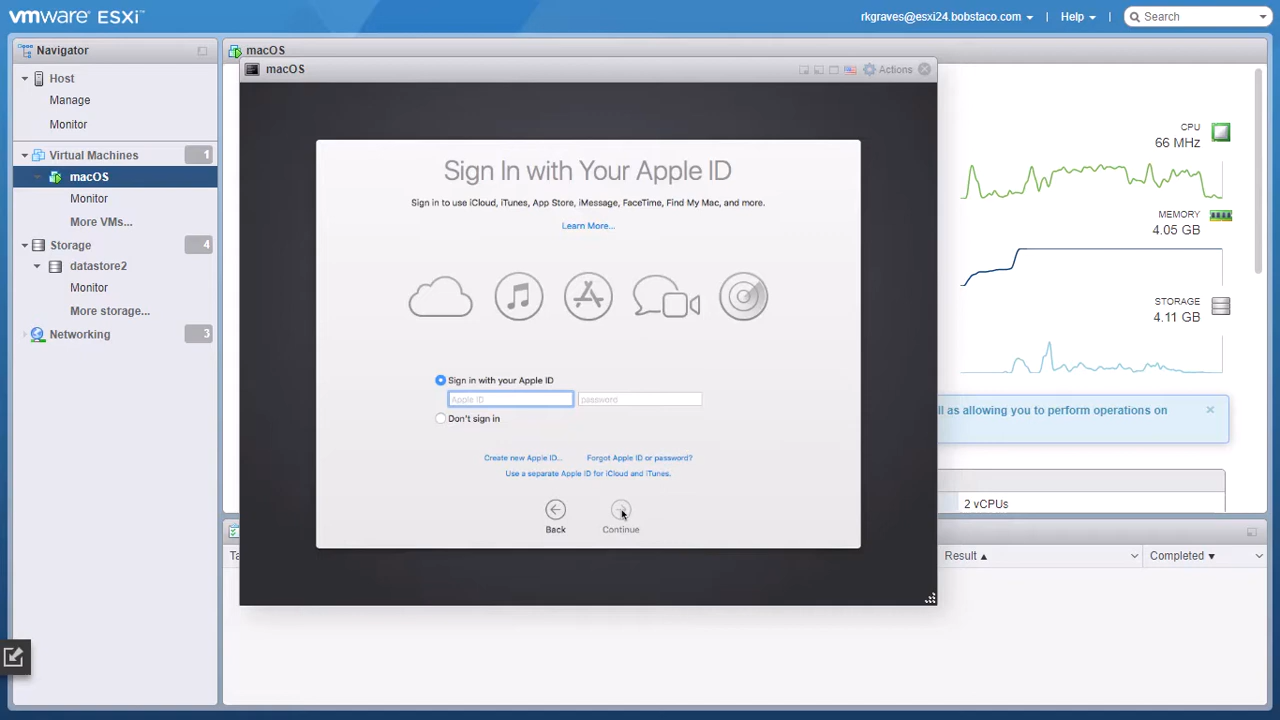 vmware ESXi™
rkgraves@esxi24.bobstaco.com
Help
Search
Navigator
Host
Manage
Monitor
Virtual Machines 1
macOS
Monitor
More VMs...
Storage 4
datastore2
Monitor
More storage...
Networking 3
macOS
macOS
Actions
Sign In with Your Apple ID
Sign in to use iCloud, iTunes, App Store, iMessage, FaceTime, Find My Mac, and more.
Learn More...
Sign in with your Apple ID
Apple ID
password
Don't sign in
Create new Apple ID...
Forgot Apple ID or password?
Use a separate Apple ID for iCloud and iTunes.
Back
Continue
CPU
66 MHz
MEMORY
4.05 GB
STORAGE
4.11 GB
ll as allowing you to perform operations on
2 vCPUs
Ta
Result
Completed